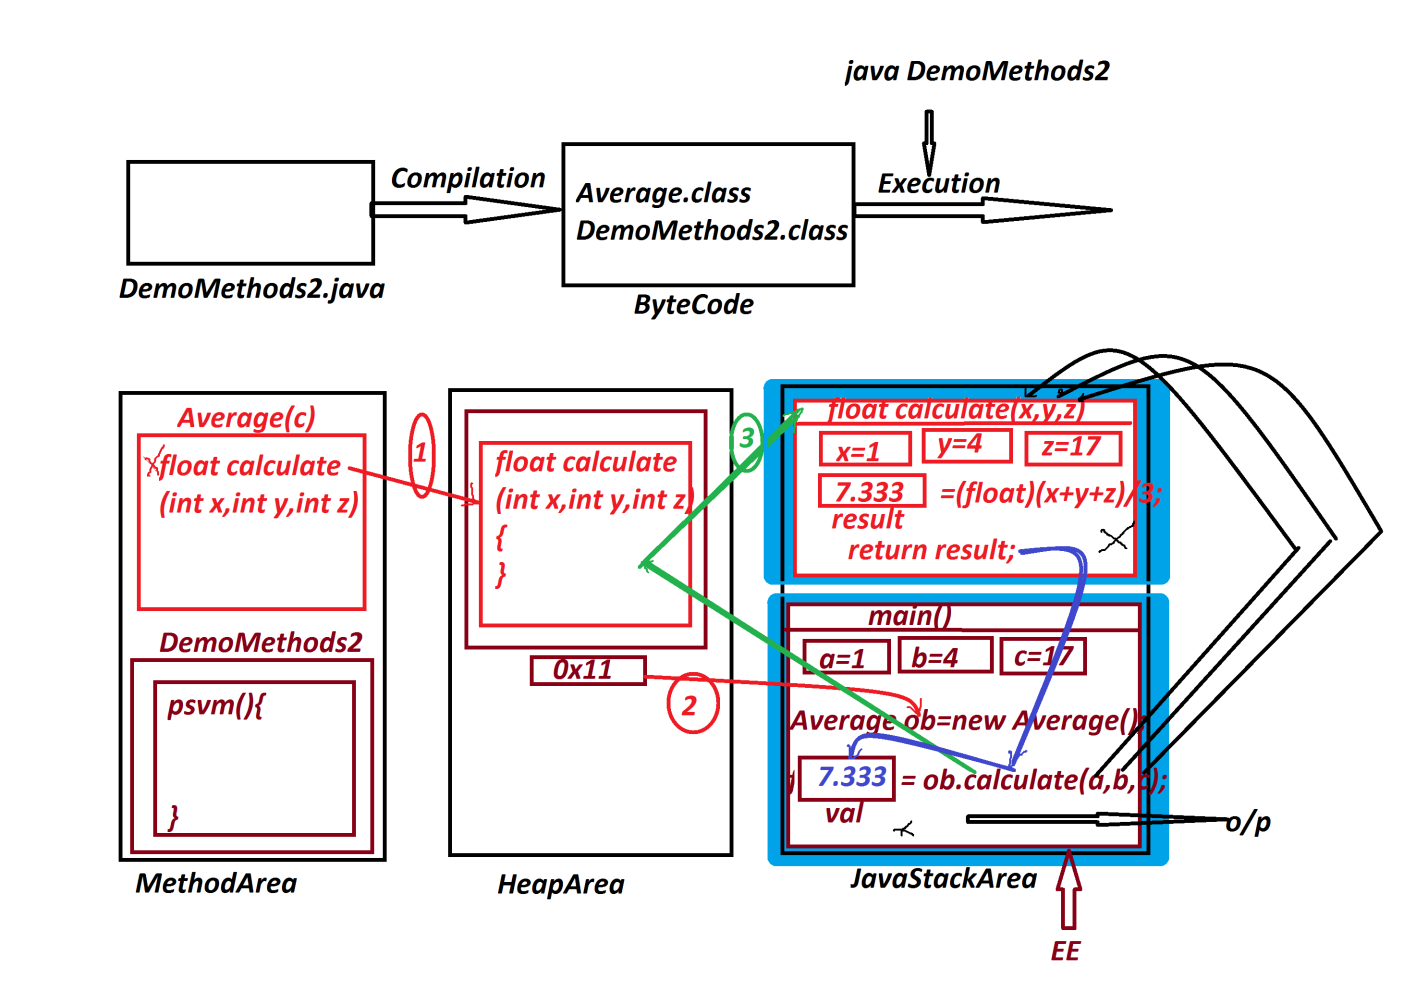 java DemoMethods2
Compilation
Execution
Average.class
DemoMethods2.class
DemoMethods2.java
ByteCode
Average(c)
float calculate
(int x,int y,int z)
DemoMethods2
psvm(){
}
MethodArea
1
float calculate
(int x,int y,int z)
{
}
0x11
HeapArea
2
3
float calculate(x,y,z)
x=1
y=4
z=17
7.333 =(float)(x+y+z)/3;
result
return result;
main()
a=1
b=4
c=17
Average ob=new Average();
7.333 = ob.calculate(a,b,c);
val
o/p
JavaStackArea
EE